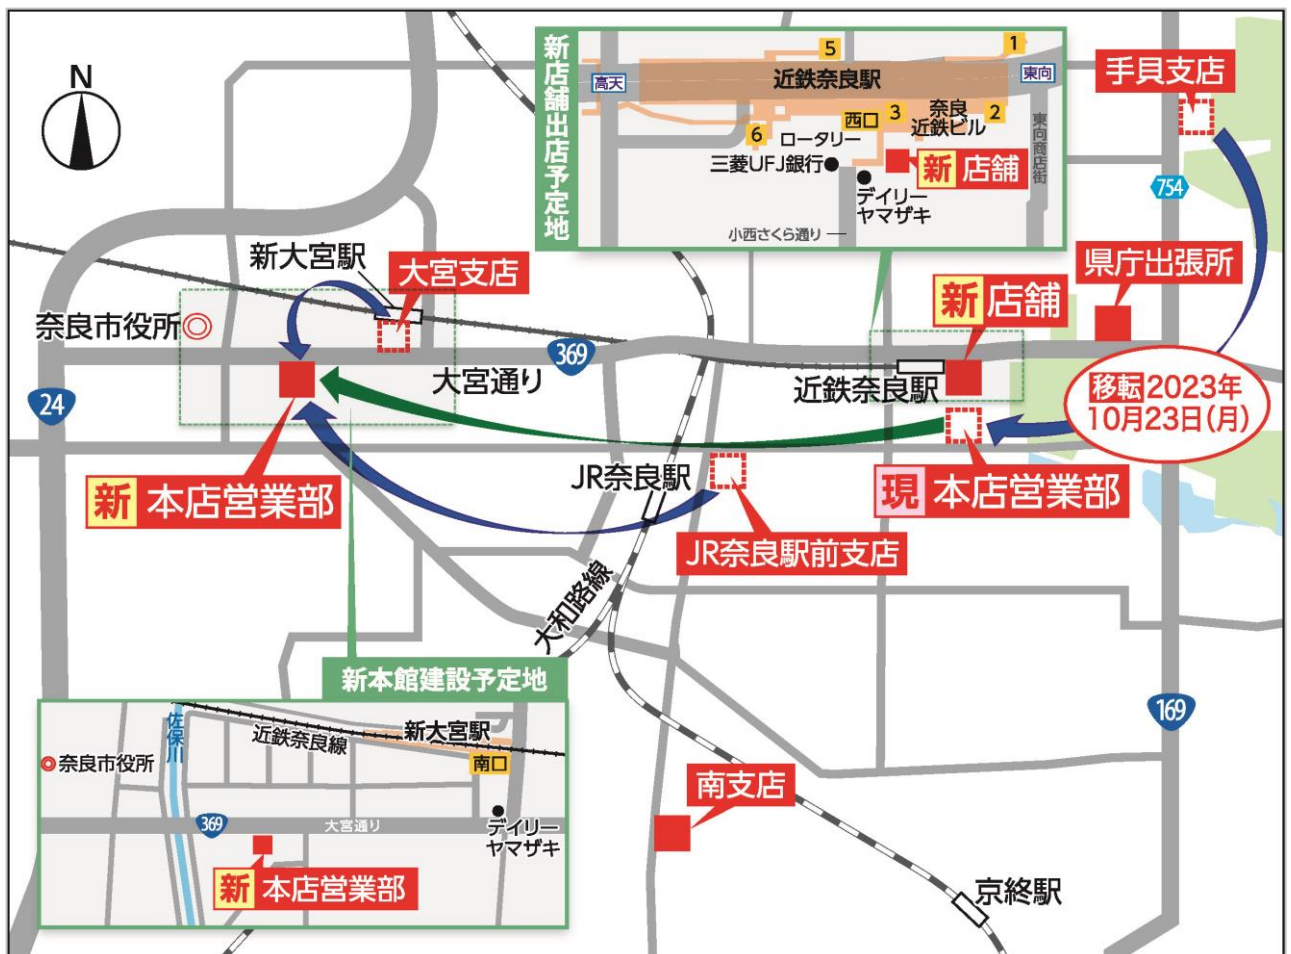 N
新店舗出店予定地
高天
5
近鉄奈良駅
1
東向
6
ロータリー
西口
3
奈良
近鉄ビル
2
三菱UFJ銀行
新 店舗
デイリー
ヤマザキ
小西さくら通り
東向商店街
手貝支店
754
新大宮駅
大宮支店
奈良市役所
県庁出張所
新 店舗
369
大宮通り
近鉄奈良駅
24
移転 2023年
10月23日(月)
新 本店営業部
JR奈良駅
現 本店営業部
JR奈良駅前支店
大和路線
新本館建設予定地
佐保川
近鉄奈良線
新大宮駅
南口
奈良市役所
369
大宮通り
デイリー
ヤマザキ
新 本店営業部
169
南支店
京終駅